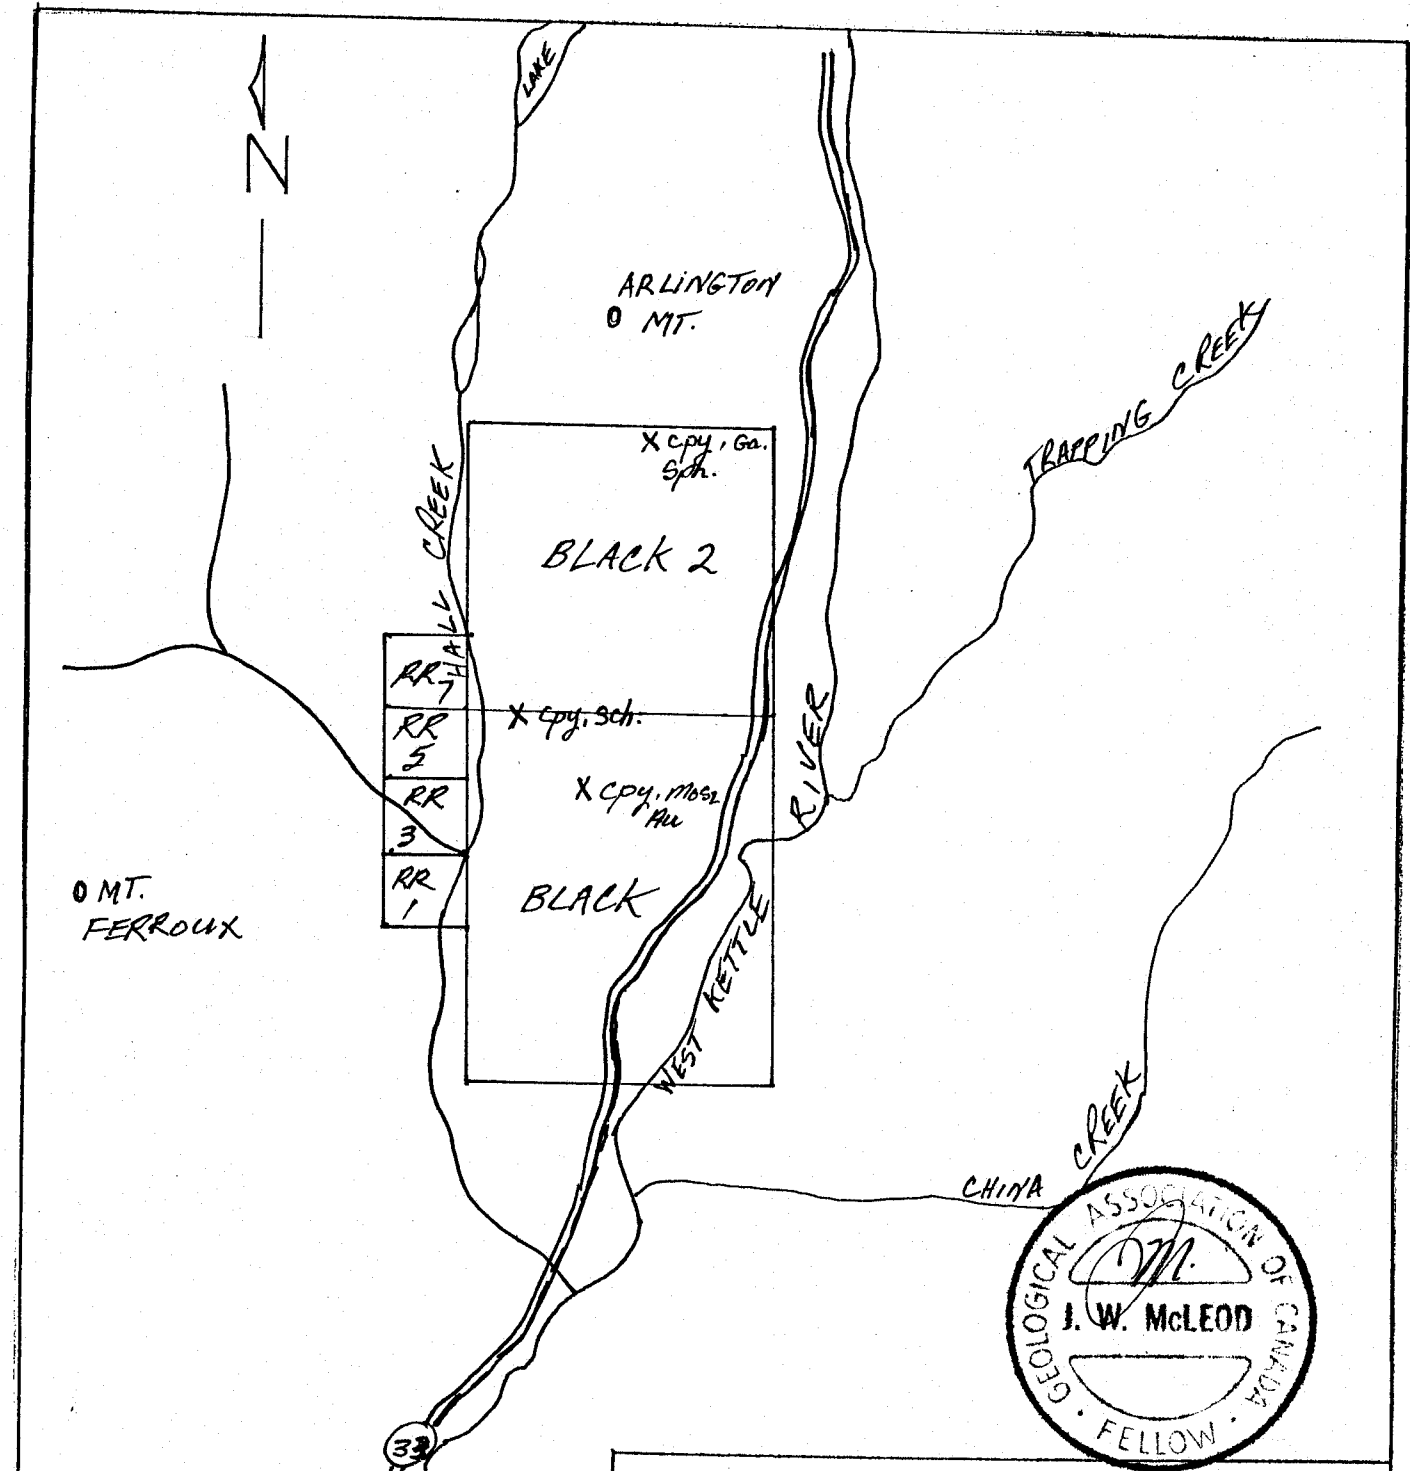 LAKE
N
ARLINGTON
MT.
TRAPPING CREEK
X Cpy, Ga.
Sph.
HALL CREEK
BLACK 2
RR
7
X Cpy, Sch.
RR
5
X Cpy, MoS2
Au
RR
3
RIVER
RR
1
BLACK
MT.
FERROUX
WEST KETTLE
CHINA CREEK
GEOLOGICAL ASSOCIATION OF CANADA
J. W. McLEOD
FELLOW
33